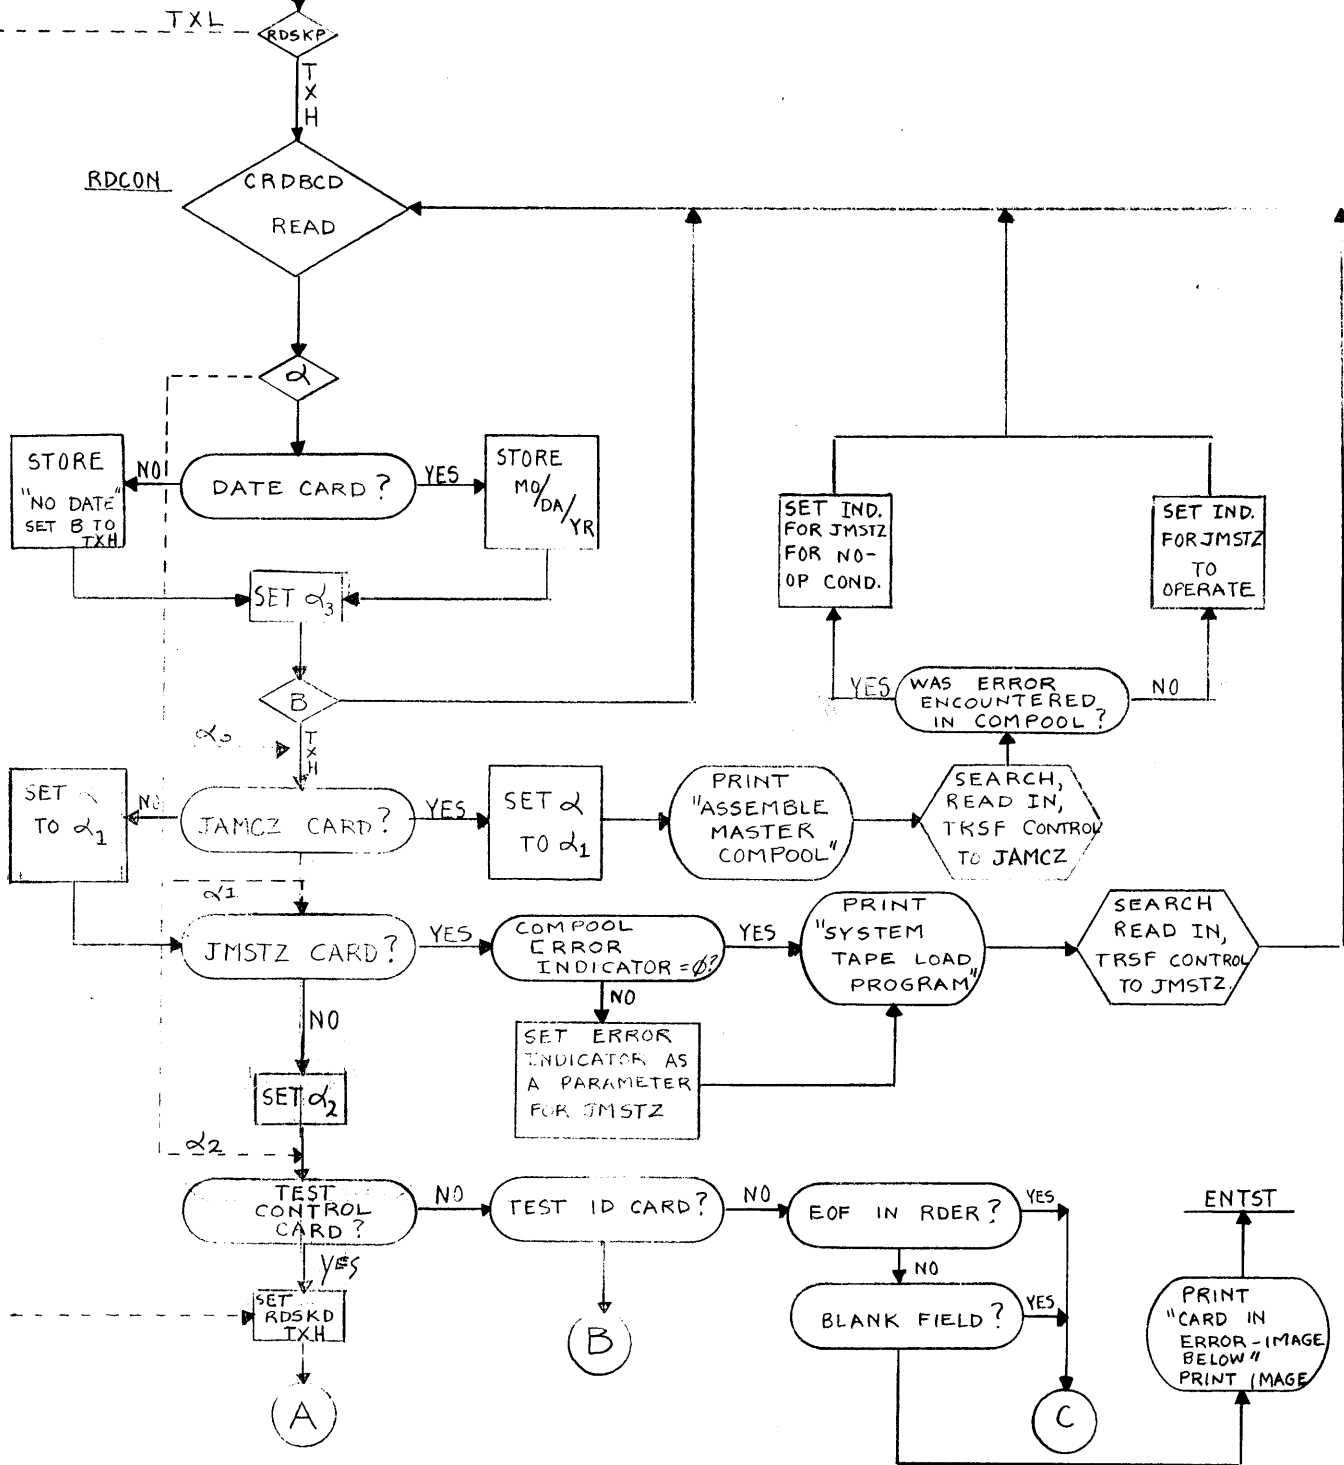 TXL
RDSKP
T
X
H
RDCON
CRDBCD
READ
α
STORE
"NO DATE"
SET B TO
TXH
NO
DATE CARD?
YES
STORE
MO/
DA/
YR
SET α3
SET IND.
FOR JMSTZ
FOR NO-
OP COND.
SET IND.
FOR JMSTZ
TO
OPERATE
B
YES
WAS ERROR
ENCOUNTERED
IN COMPOOL?
NO
T
X
H
SET
TO α1
NO
JAMCZ CARD?
YES
SET α
TO α1
PRINT
"ASSEMBLE
MASTER
COMPOOL"
SEARCH,
READ IN,
TRSF CONTROL
TO JAMCZ
α1
JMSTZ CARD?
YES
COMPOOL
ERROR
INDICATOR = Ø?
YES
PRINT
"SYSTEM
TAPE LOAD
PROGRAM"
SEARCH
READ IN,
TRSF CONTROL
TO JMSTZ.
NO
NO
SET ERROR
INDICATOR AS
A PARAMETER
FOR JMSTZ
SET α2
α2
TEST
CONTROL
CARD?
NO
TEST ID CARD?
NO
EOF IN RDER?
YES
ENTST
YES
NO
SET
RDSKD
TXH
B
BLANK FIELD?
YES
PRINT
"CARD IN
ERROR-IMAGE
BELOW"
PRINT IMAGE
A
C